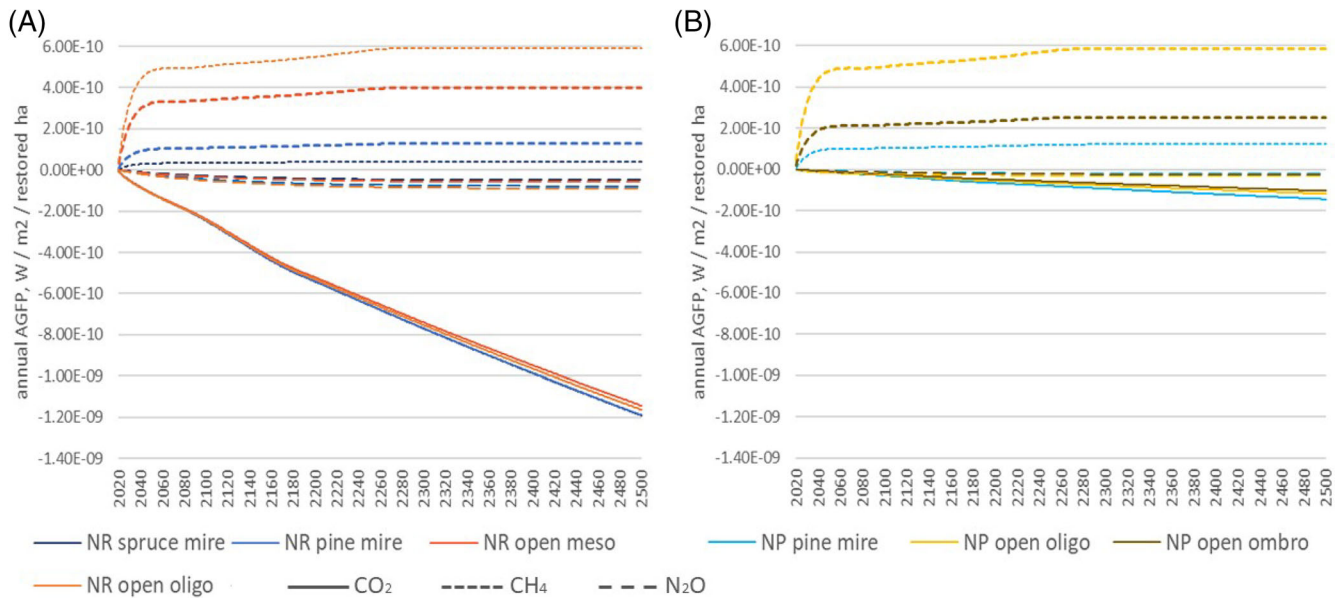 (A)
annual AGFP, W / m2 / restored ha
6.00E-10
4.00E-10
2.00E-10
0.00E+00
-2.00E-10
-4.00E-10
-6.00E-10
-8.00E-10
-1.00E-09
-1.20E-09
-1.40E-09
2020 2040 2060 2080 2100 2120 2140 2160 2180 2200 2220 2240 2260 2280 2300 2320 2340 2360 2380 2400 2420 2440 2460 2480 2500
NR spruce mire NR pine mire NR open meso
NR open oligo CO₂ CH₄ N₂O
(B)
annual AGFP, W / m2 / restored ha
6.00E-10
4.00E-10
2.00E-10
0.00E+00
-2.00E-10
-4.00E-10
-6.00E-10
-8.00E-10
-1.00E-09
-1.20E-09
-1.40E-09
2020 2040 2060 2080 2100 2120 2140 2160 2180 2200 2220 2240 2260 2280 2300 2320 2340 2360 2380 2400 2420 2440 2460 2480 2500
NP pine mire NP open oligo NP open ombro